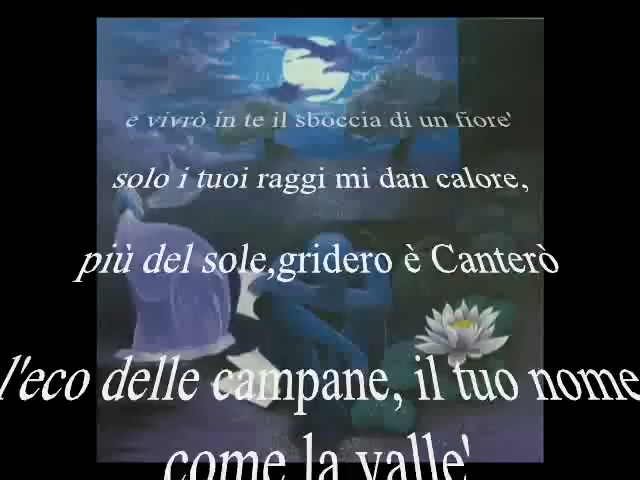 e vivrò in te il sboccia di un fiore'
solo i tuoi raggi mi dan calore,
più del sole,gridero è Canterò
l'eco delle campane, il tuo nome
come la valle'